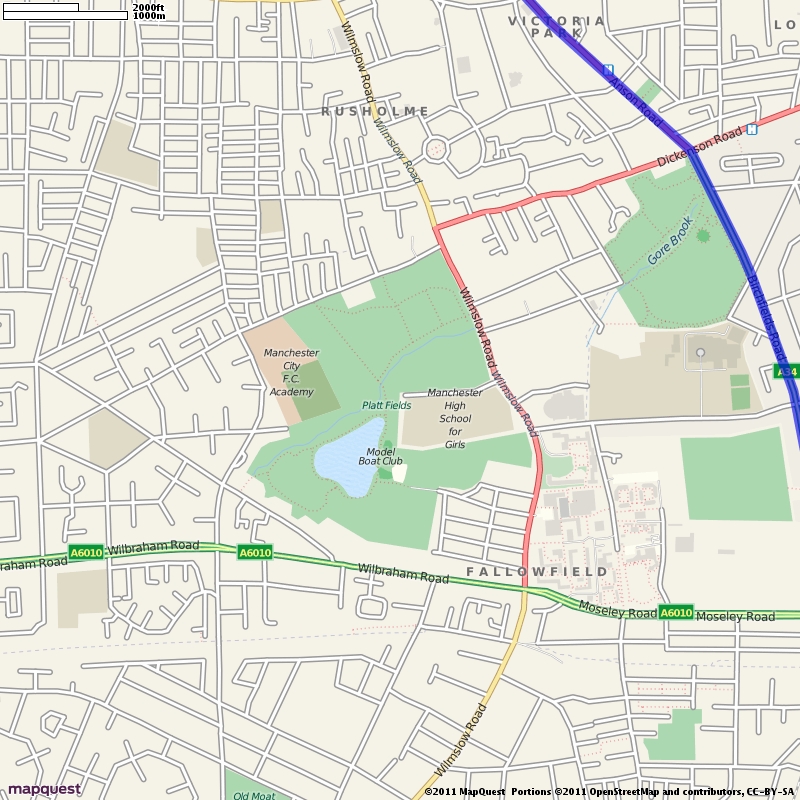 2000ft
1000m
VICTORIA
PARK
LO
Wilmslow Road
H
Anson Road
RUSHOLME
Wilmslow Road
Dickenson Road
H
Gore Brook
Birchfields Road
Wilmslow Road
Manchester
City
F.C.
Academy
A34
Wilmslow Road
Manchester
High
School
for
Girls
Platt Fields
Model
Boat Club
A6010
Wilbraham Road
A6010
raham Road
Wilbraham Road
FALLOWFIELD
Moseley Road
A6010
Moseley Road
Wilmslow Road
mapquest
Old Moat
©2011 MapQuest Portions ©2011 OpenStreetMap and contributors, CC-BY-SA